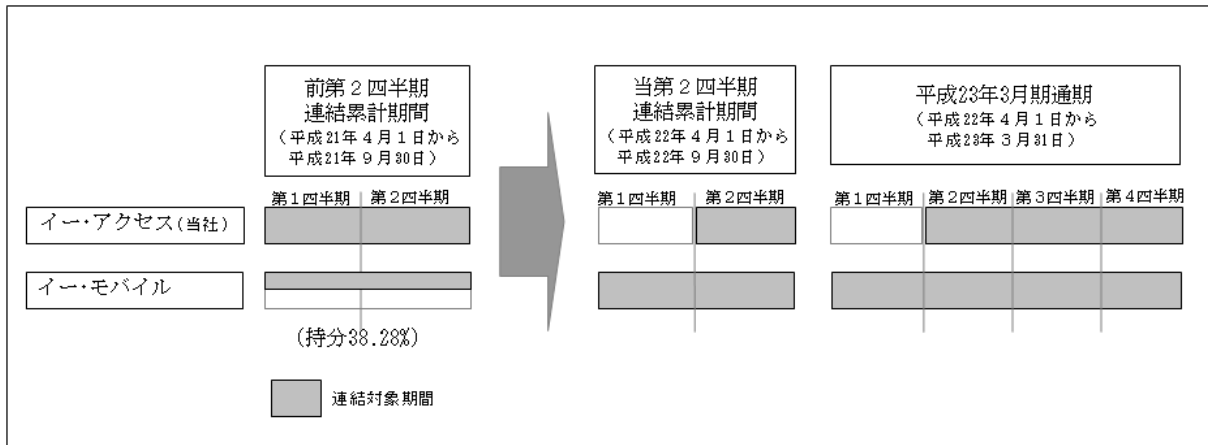 前第２四半期
連結累計期間
（平成21年４月１日から
平成21年９月30日）
当第２四半期
連結累計期間
（平成22年４月１日から
平成22年９月30日）
平成23年3月期通期
（平成22年４月１日から
平成23年３月31日）
第１四半期 第２四半期
第１四半期 第２四半期
第１四半期 第２四半期 第３四半期 第４四半期
イー・アクセス(当社)
イー・モバイル
(持分38.28%)
連結対象期間